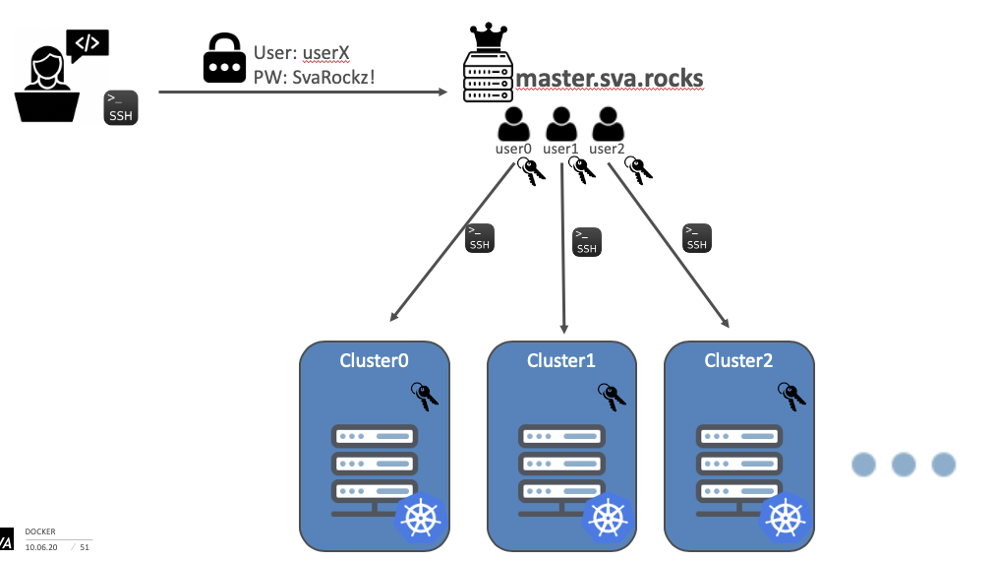 </>
>_
SSH
User: userX
PW: SvaRockz!
master.sva.rocks
user0 user1 user2
>_
SSH
>_
SSH
>_
SSH
Cluster0 Cluster1 Cluster2
DOCKER
10.06.20 / 51